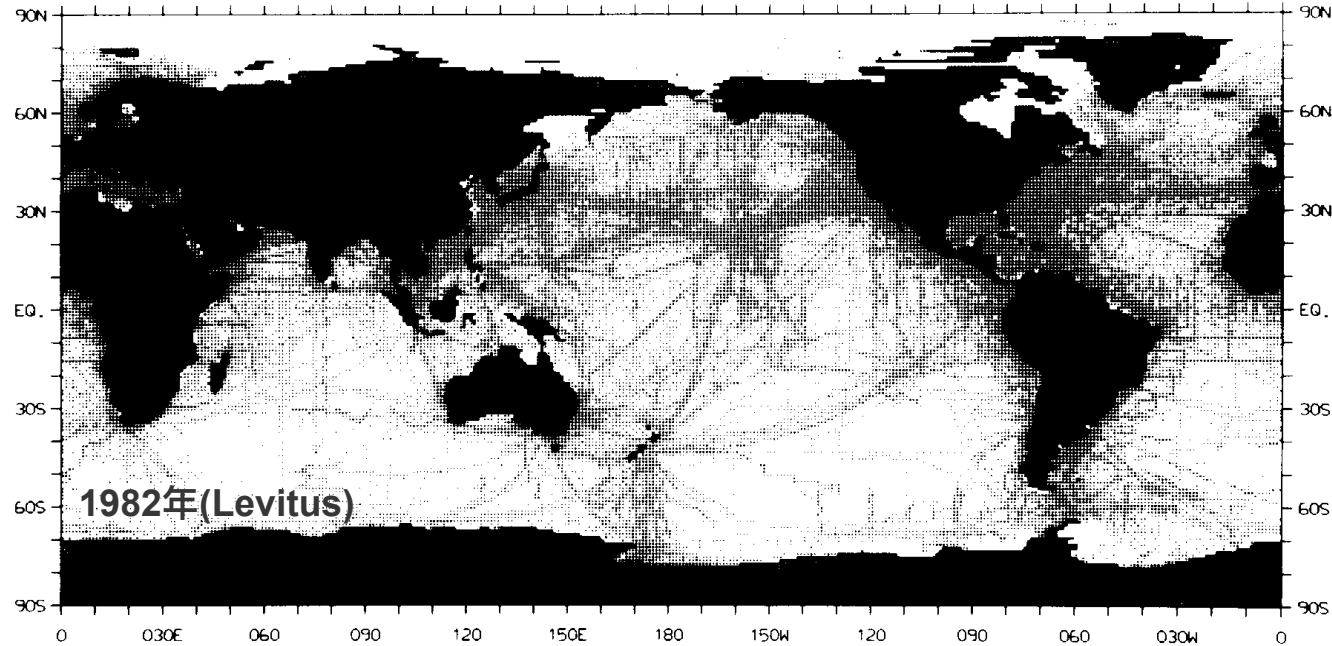 90N 90N
60N 60N
30N 30N
EQ. EQ.
30S 30S
1982年(Levitus)
60S 60S
90S 90S
0 030E 060 090 120 150E 180 150W 120 090 060 030W 0